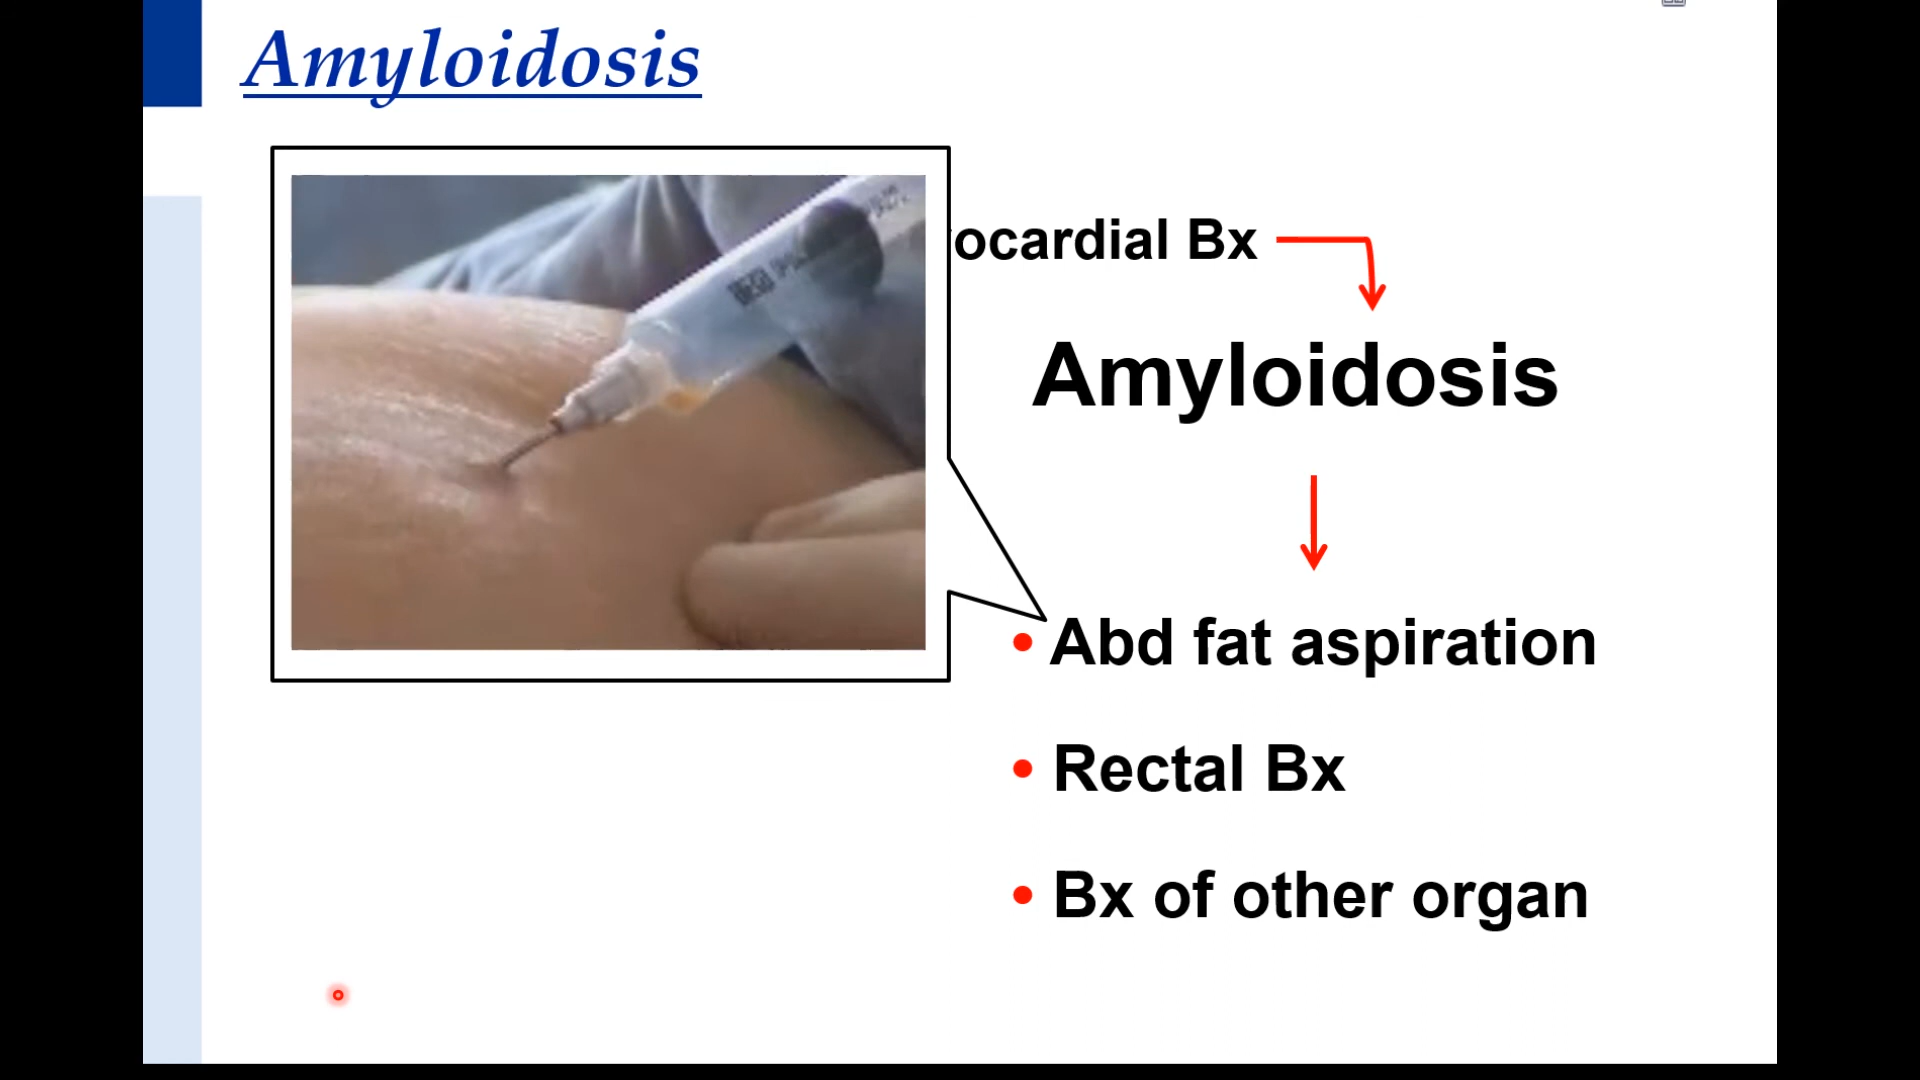 Amyloidosis
ocardial Bx
Amyloidosis
• Abd fat aspiration
• Rectal Bx
• Bx of other organ